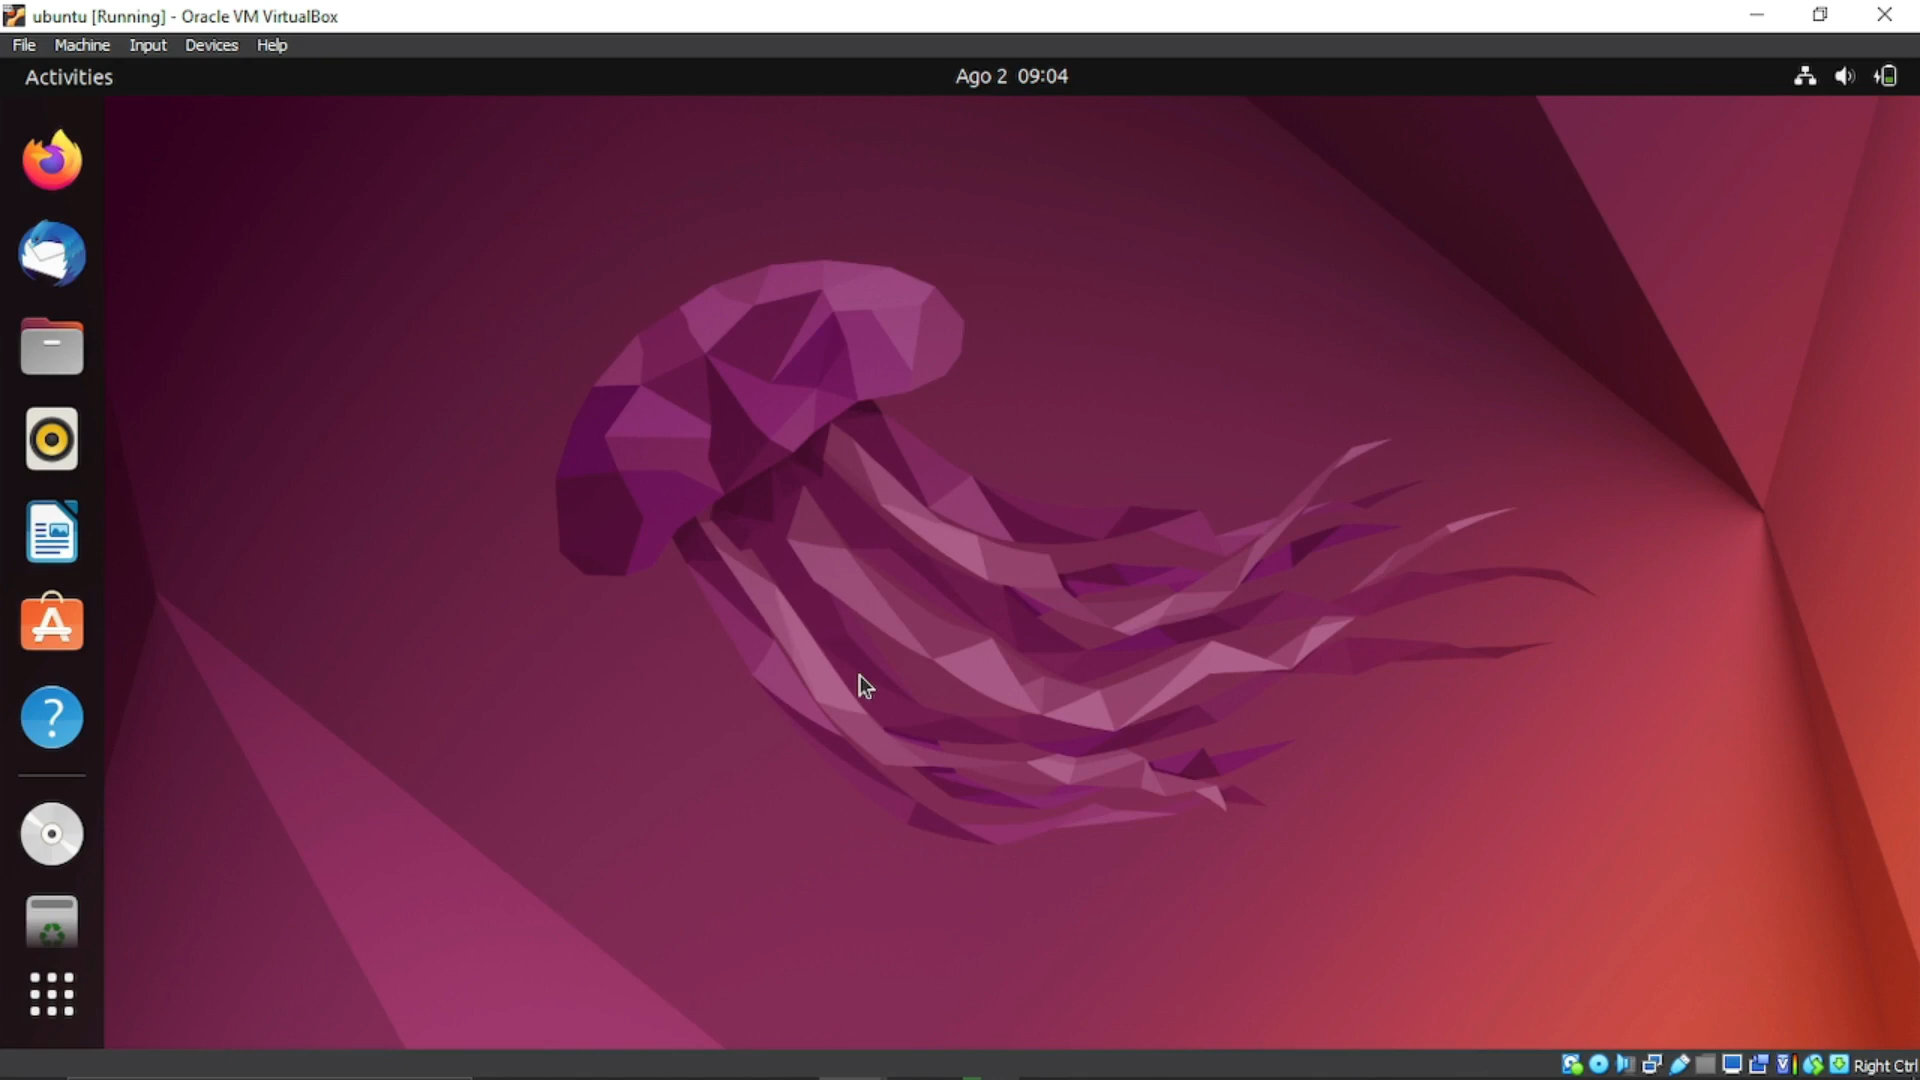 ubuntu [Running] - Oracle VM VirtualBox
File Machine Input Devices Help
Activities
Ago 2 09:04
Right Ctrl